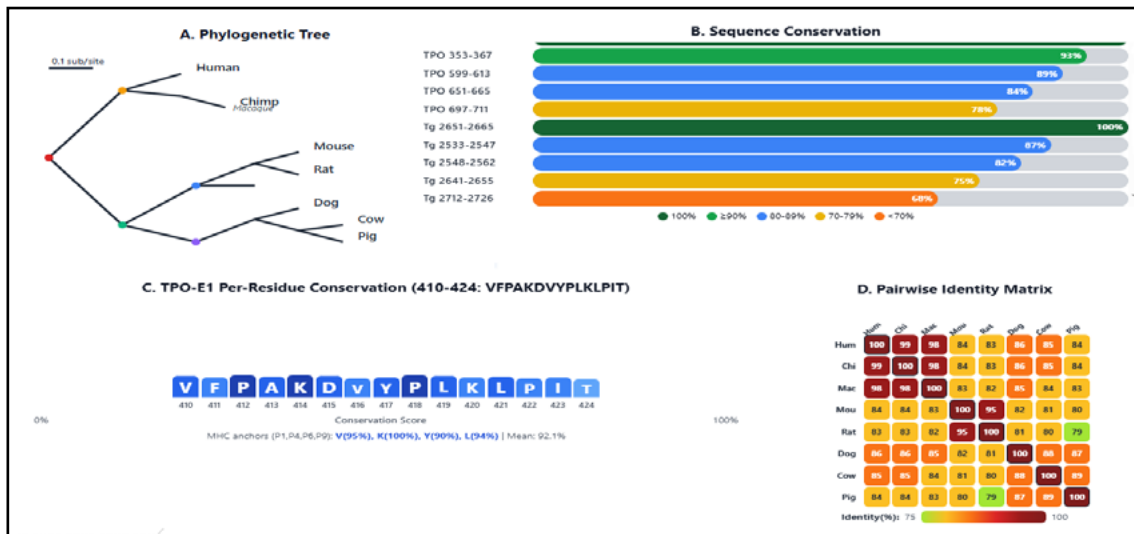 A. Phylogenetic Tree
0.1 sub/site
Human
Chimp
Macaque
Mouse
Rat
Dog
Cow
Pig
B. Sequence Conservation
TPO 353-367 93%
TPO 599-613 89%
TPO 651-665 84%
TPO 697-711 78%
Tg 2651-2665 100%
Tg 2533-2547 87%
Tg 2548-2562 82%
Tg 2641-2655 75%
Tg 2712-2726 68%
100% ≥90% 80-89% 70-79% <70%
C. TPO-E1 Per-Residue Conservation (410-424: VFPAKDVYPLKLPIT)
V F P A K D V Y P L K L P I T
410 411 412 413 414 415 416 417 418 419 420 421 422 423 424
0% Conservation Score 100%
MHC anchors (P1,P4,P6,P9): V(95%), K(100%), Y(90%), L(94%) | Mean: 92.1%
D. Pairwise Identity Matrix
Hum Chi Mac Mou Rat Dog Cow Pig
Hum 100 99 98 84 83 86 85 84
Chi 99 100 98 84 83 86 85 84
Mac 98 98 100 83 82 85 84 83
Mou 84 84 83 100 95 82 81 80
Rat 83 83 82 95 100 81 80 79
Dog 86 86 85 82 81 100 88 87
Cow 85 85 84 81 80 88 100 89
Pig 84 84 83 80 79 87 89 100
Identity(%): 75 100